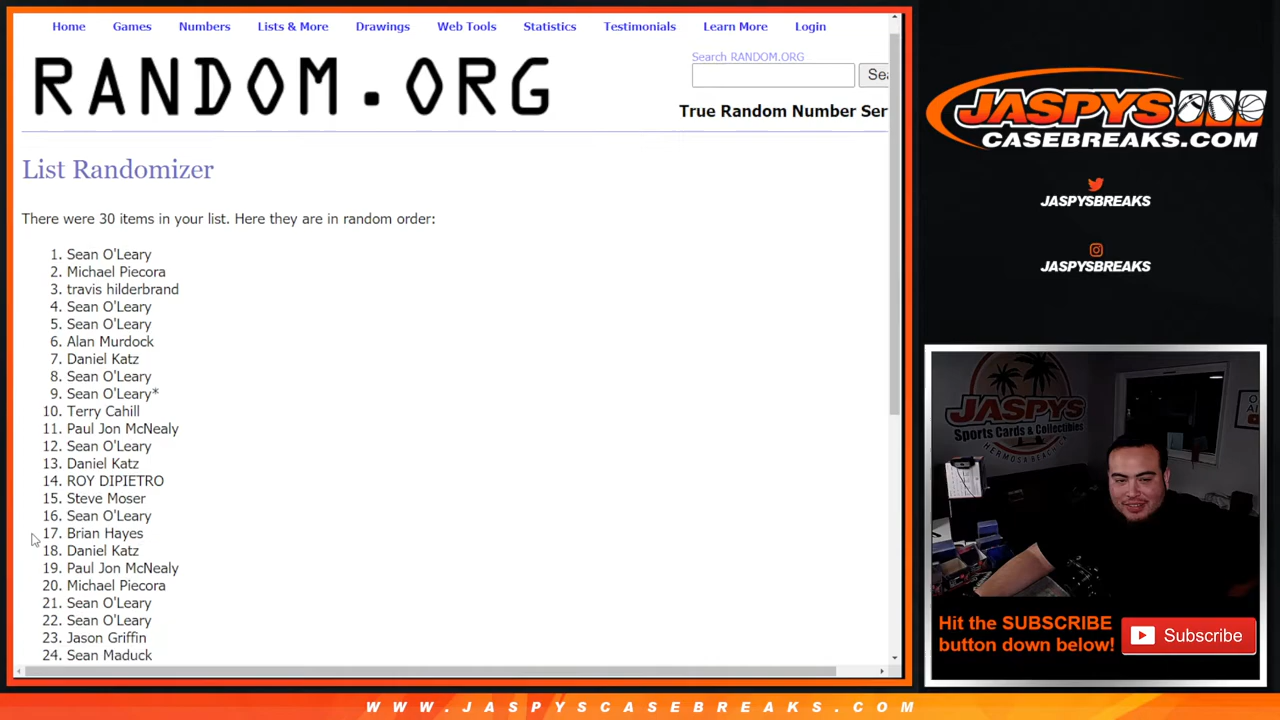 Home Games Numbers Lists & More Drawings Web Tools Statistics Testimonials Learn More Login
RANDOM.ORG
Search RANDOM.ORG
True Random Number Ser
List Randomizer
There were 30 items in your list. Here they are in random order:
1. Sean O'Leary
2. Michael Piecora
3. travis hilderbrand
4. Sean O'Leary
5. Sean O'Leary
6. Alan Murdock
7. Daniel Katz
8. Sean O'Leary
9. Sean O'Leary*
10. Terry Cahill
11. Paul Jon McNealy
12. Sean O'Leary
13. Daniel Katz
14. ROY DIPIETRO
15. Steve Moser
16. Sean O'Leary
17. Brian Hayes
18. Daniel Katz
19. Paul Jon McNealy
20. Michael Piecora
21. Sean O'Leary
22. Sean O'Leary
23. Jason Griffin
24. Sean Maduck
JASPYS
CASEBREAKS.COM
JASPYSBREAKS
JASPYSBREAKS
JASPYS
Sports Cards & Collectibles
HERMOSA BEACH, CA
Hit the SUBSCRIBE
button down below!
Subscribe
WWW.JASPYSCASEBREAKS.COM